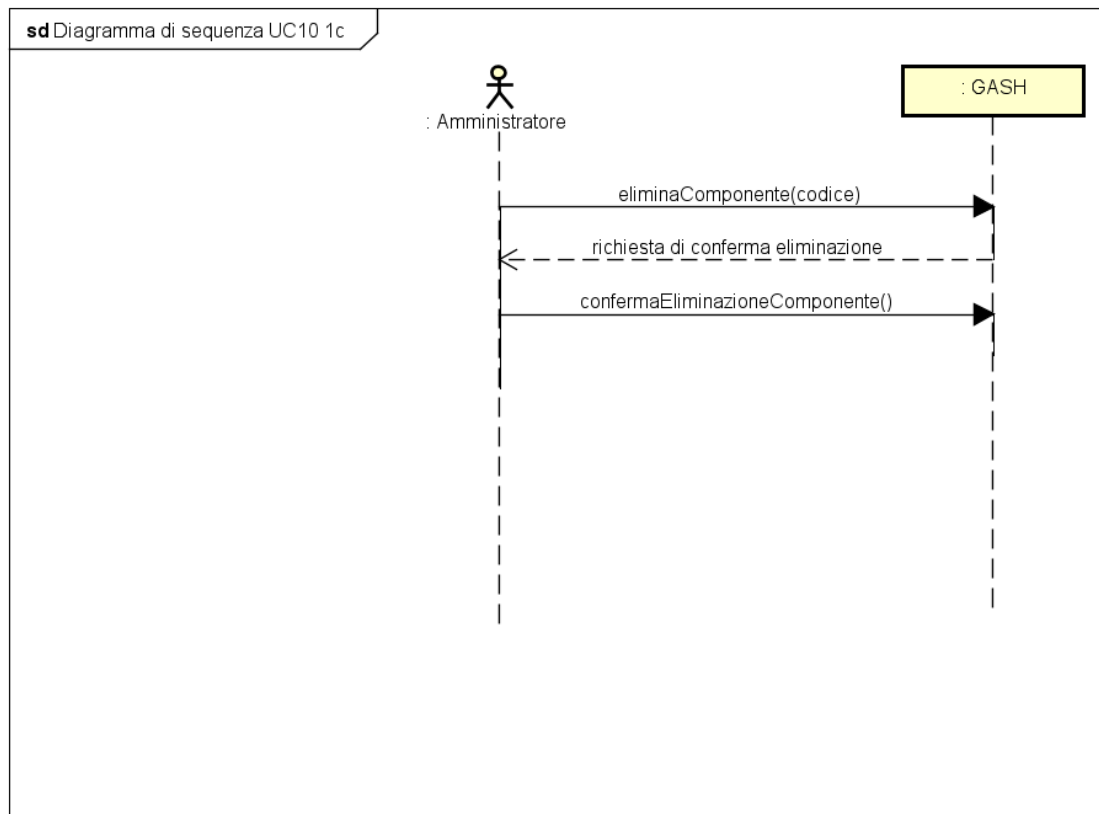 sd Diagramma di sequenza UC10 1c
: Amministratore
: GASH
eliminaComponente(codice)
richiesta di conferma eliminazione
confermaEliminazioneComponente()